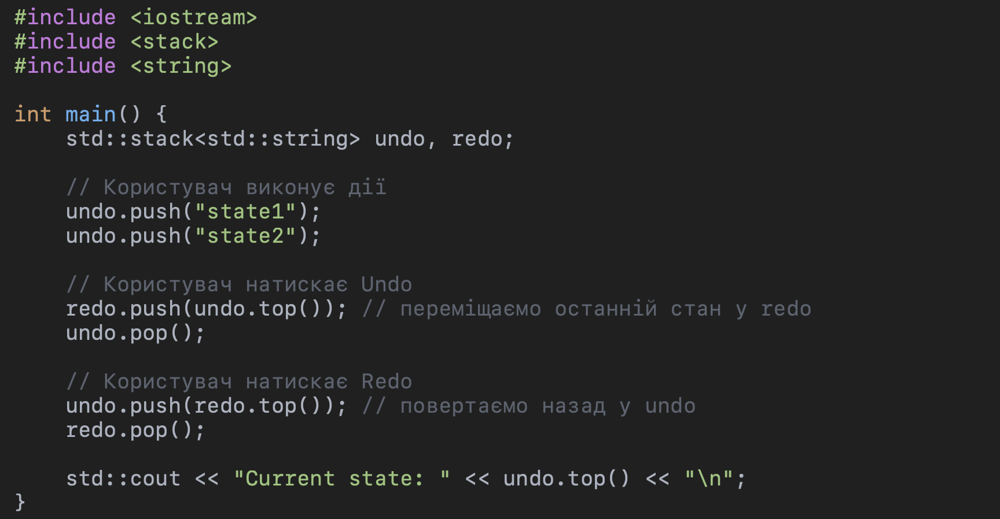 #include <iostream>
#include <stack>
#include <string>

int main() {
    std::stack<std::string> undo, redo;

    // Користувач виконує дії
    undo.push("state1");
    undo.push("state2");

    // Користувач натискає Undo
    redo.push(undo.top()); // переміщаємо останній стан у redo
    undo.pop();

    // Користувач натискає Redo
    undo.push(redo.top()); // повертаємо назад у undo
    redo.pop();

    std::cout << "Current state: " << undo.top() << "\n";
}